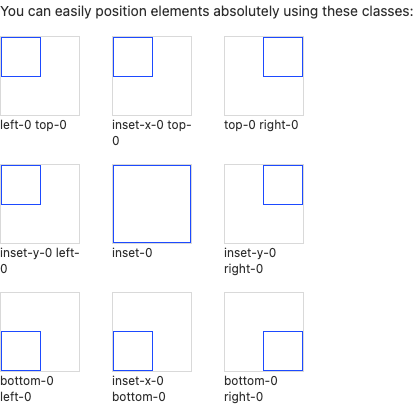 You can easily position elements absolutely using these classes:
left-0 top-0
inset-x-0 top-
0
top-0 right-0
inset-y-0 left-
0
inset-0
inset-y-0
right-0
bottom-0
left-0
inset-x-0
bottom-0
bottom-0
right-0